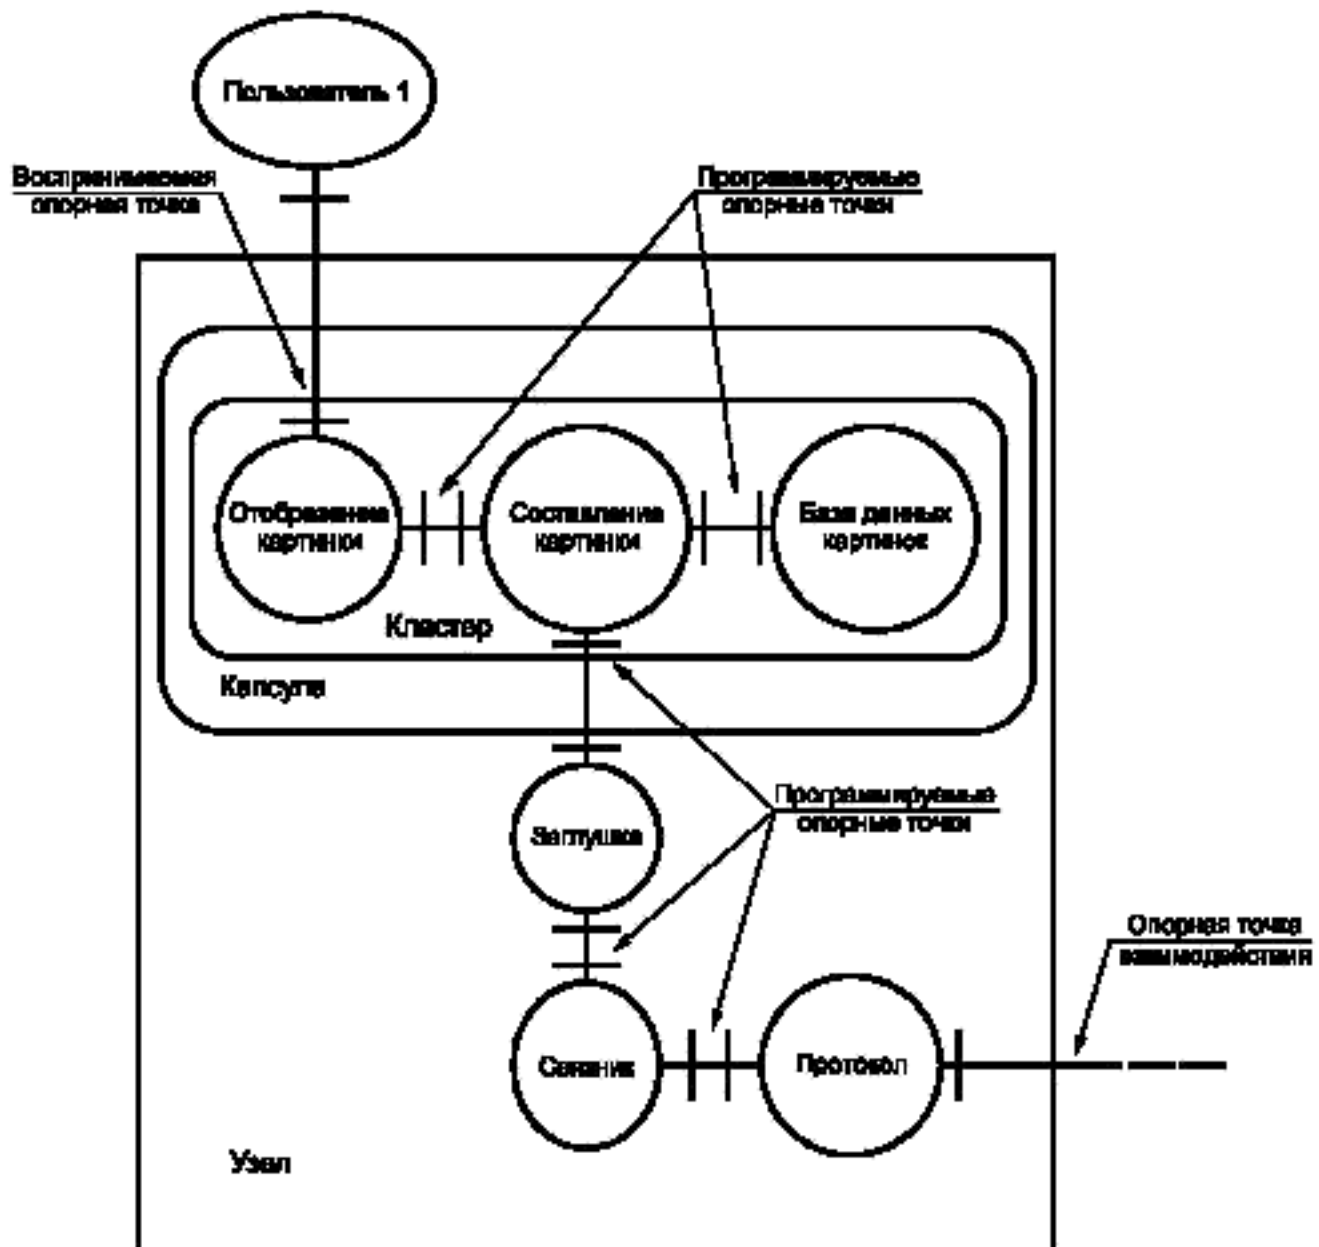 Пользователь 1
Воспринимаемая
опорная точка
Программируемые
опорные точки
Отображение
картинки
Составление
картинки
База данных
картинок
Кластер
Капсула
Заглушка
Программируемые
опорные точки
Опорная точка
взаимодействия
Связник
Протокол
Узел